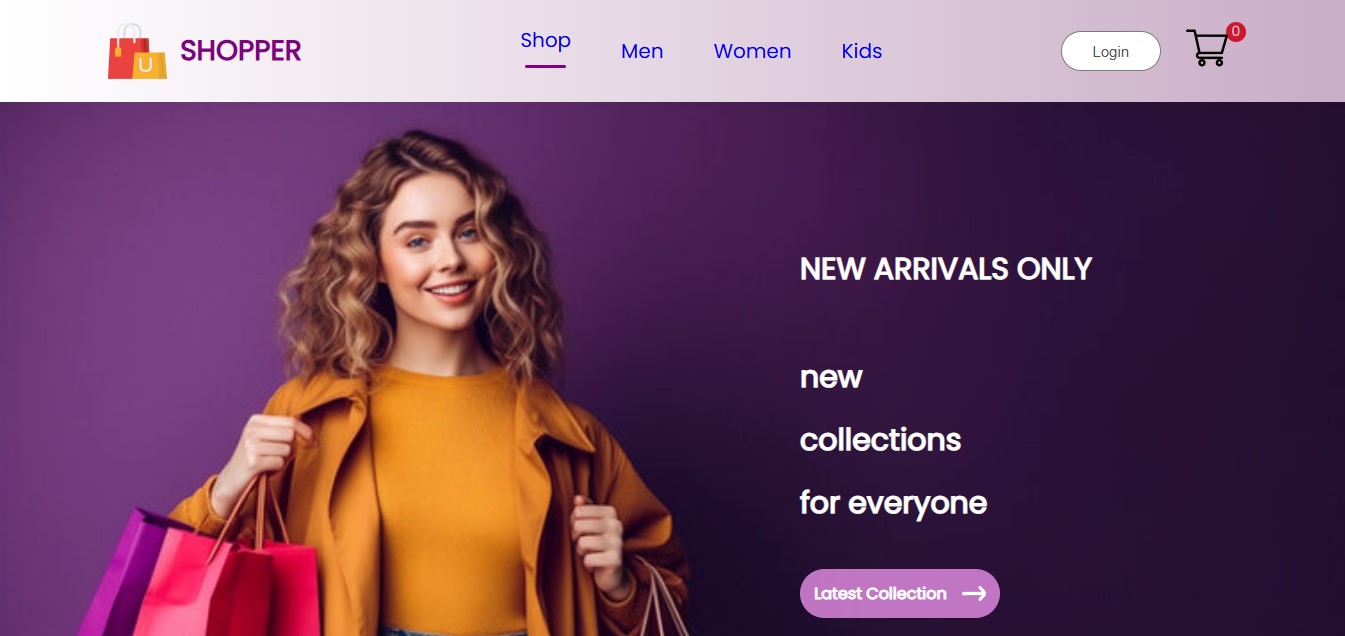 SHOPPER
Shop
Men
Women
Kids
Login
0
NEW ARRIVALS ONLY
new
collections
for everyone
Latest Collection